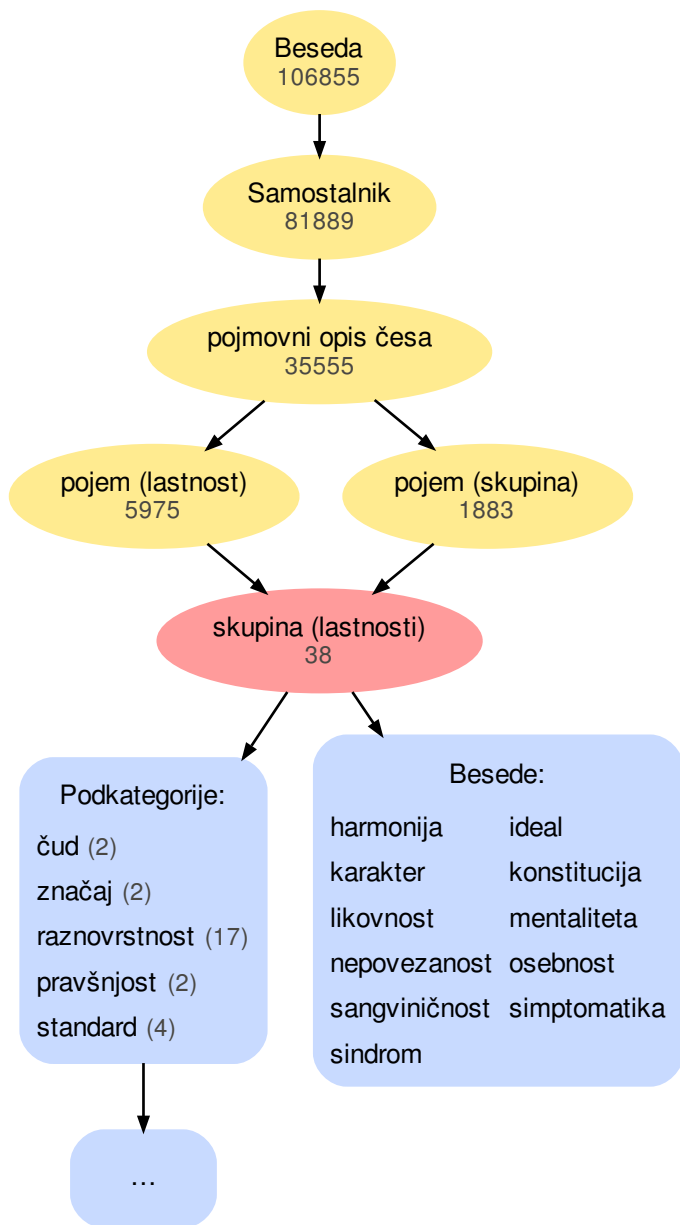 Beseda
106855
Samostalnik
81889
pojmovni opis česa
35555
pojem (lastnost)
5975
pojem (skupina)
1883
skupina (lastnosti)
38
Podkategorije:
čud (2)
značaj (2)
raznovrstnost (17)
pravšnjost (2)
standard (4)
...
Besede:
harmonija ideal
karakter konstitucija
likovnost mentaliteta
nepovezanost osebnost
sangviničnost simptomatika
sindrom